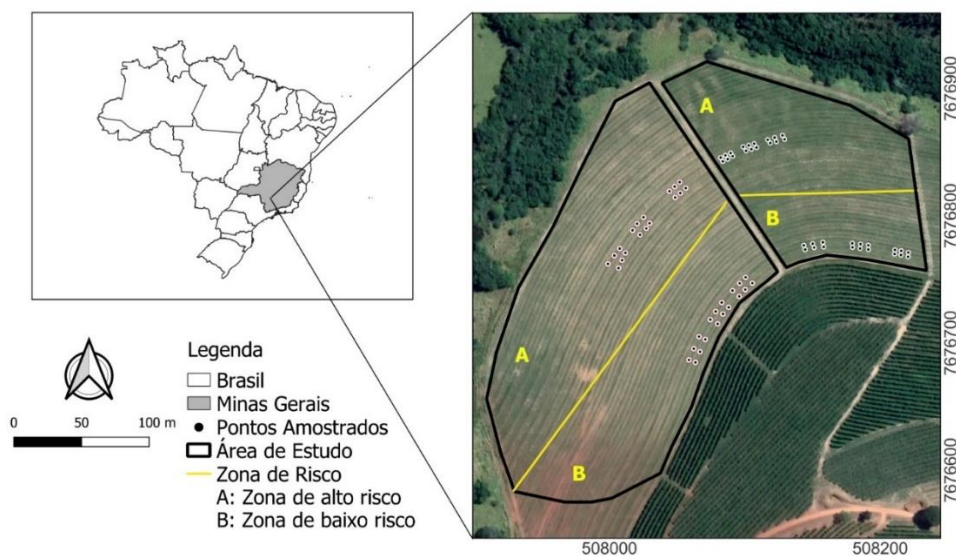 A
A
B
A
B
7676900
7676800
7676700
7676600
508000
508200
0
50
100 m
Legenda
Brasil
Minas Gerais
Pontos Amostrados
Área de Estudo
Zona de Risco
A: Zona de alto risco
B: Zona de baixo risco